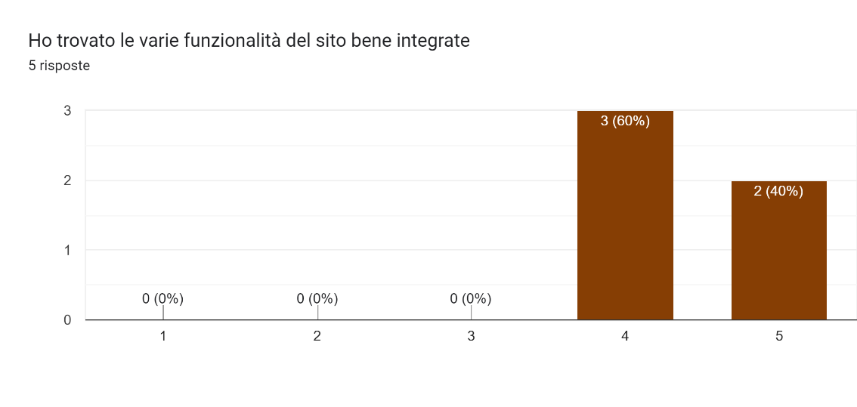 Ho trovato le varie funzionalità del sito bene integrate
5 risposte
3
3 (60%)
2
2 (40%)
1
0 (0%) 0 (0%) 0 (0%)
0
1 2 3 4 5